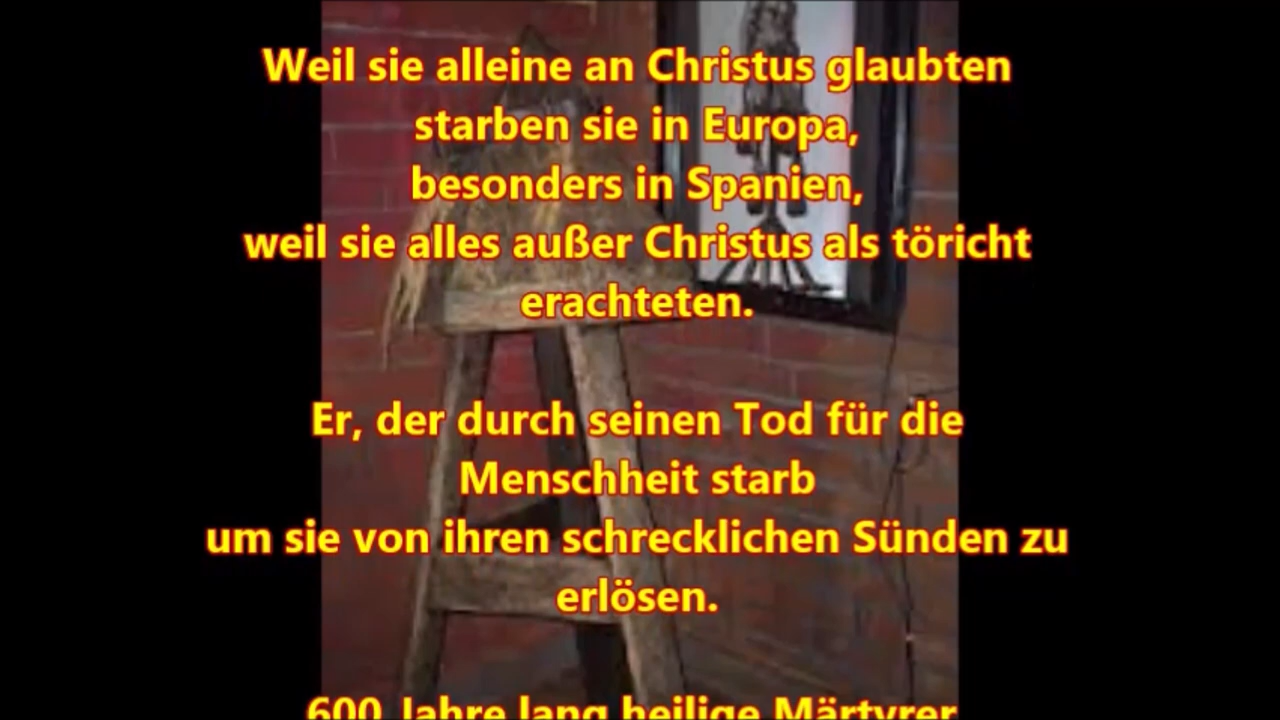 Weil sie alleine an Christus glaubten
starben sie in Europa,
besonders in Spanien,
weil sie alles außer Christus als töricht
erachteten.
Er, der durch seinen Tod für die
Menschheit starb
um sie von ihren schrecklichen Sünden zu
erlösen.
600 Jahre lang heilige Märtyrer